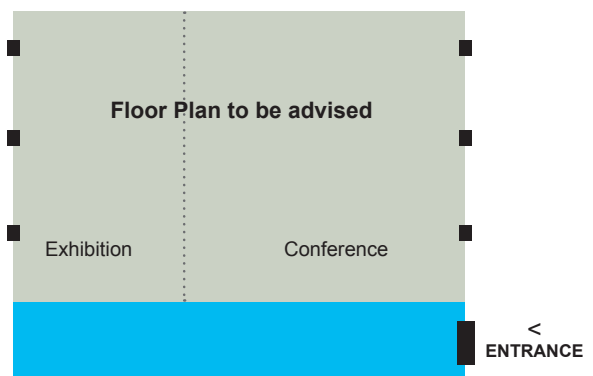 Floor Plan to be advised
Exhibition
Conference
<
ENTRANCE